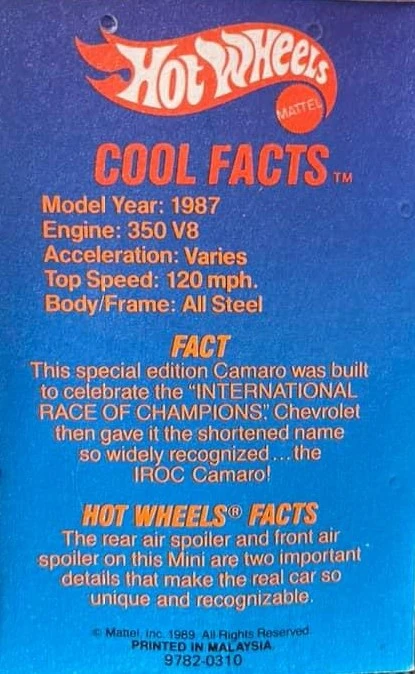 HOT WHEELS
MATTEL
COOL FACTS TM
Model Year: 1987
Engine: 350 V8
Acceleration: Varies
Top Speed: 120 mph.
Body/Frame: All Steel
FACT
This special edition Camaro was built
to celebrate the "INTERNATIONAL
RACE OF CHAMPIONS". Chevrolet
then gave it the shortened name
so widely recognized...the
IROC Camaro!
HOT WHEELS® FACTS
The rear air spoiler and front air
spoiler on this Mini are two important
details that make the real car so
unique and recognizable.
© Mattel, Inc. 1989. All Rights Reserved.
PRINTED IN MALAYSIA.
9782-0310